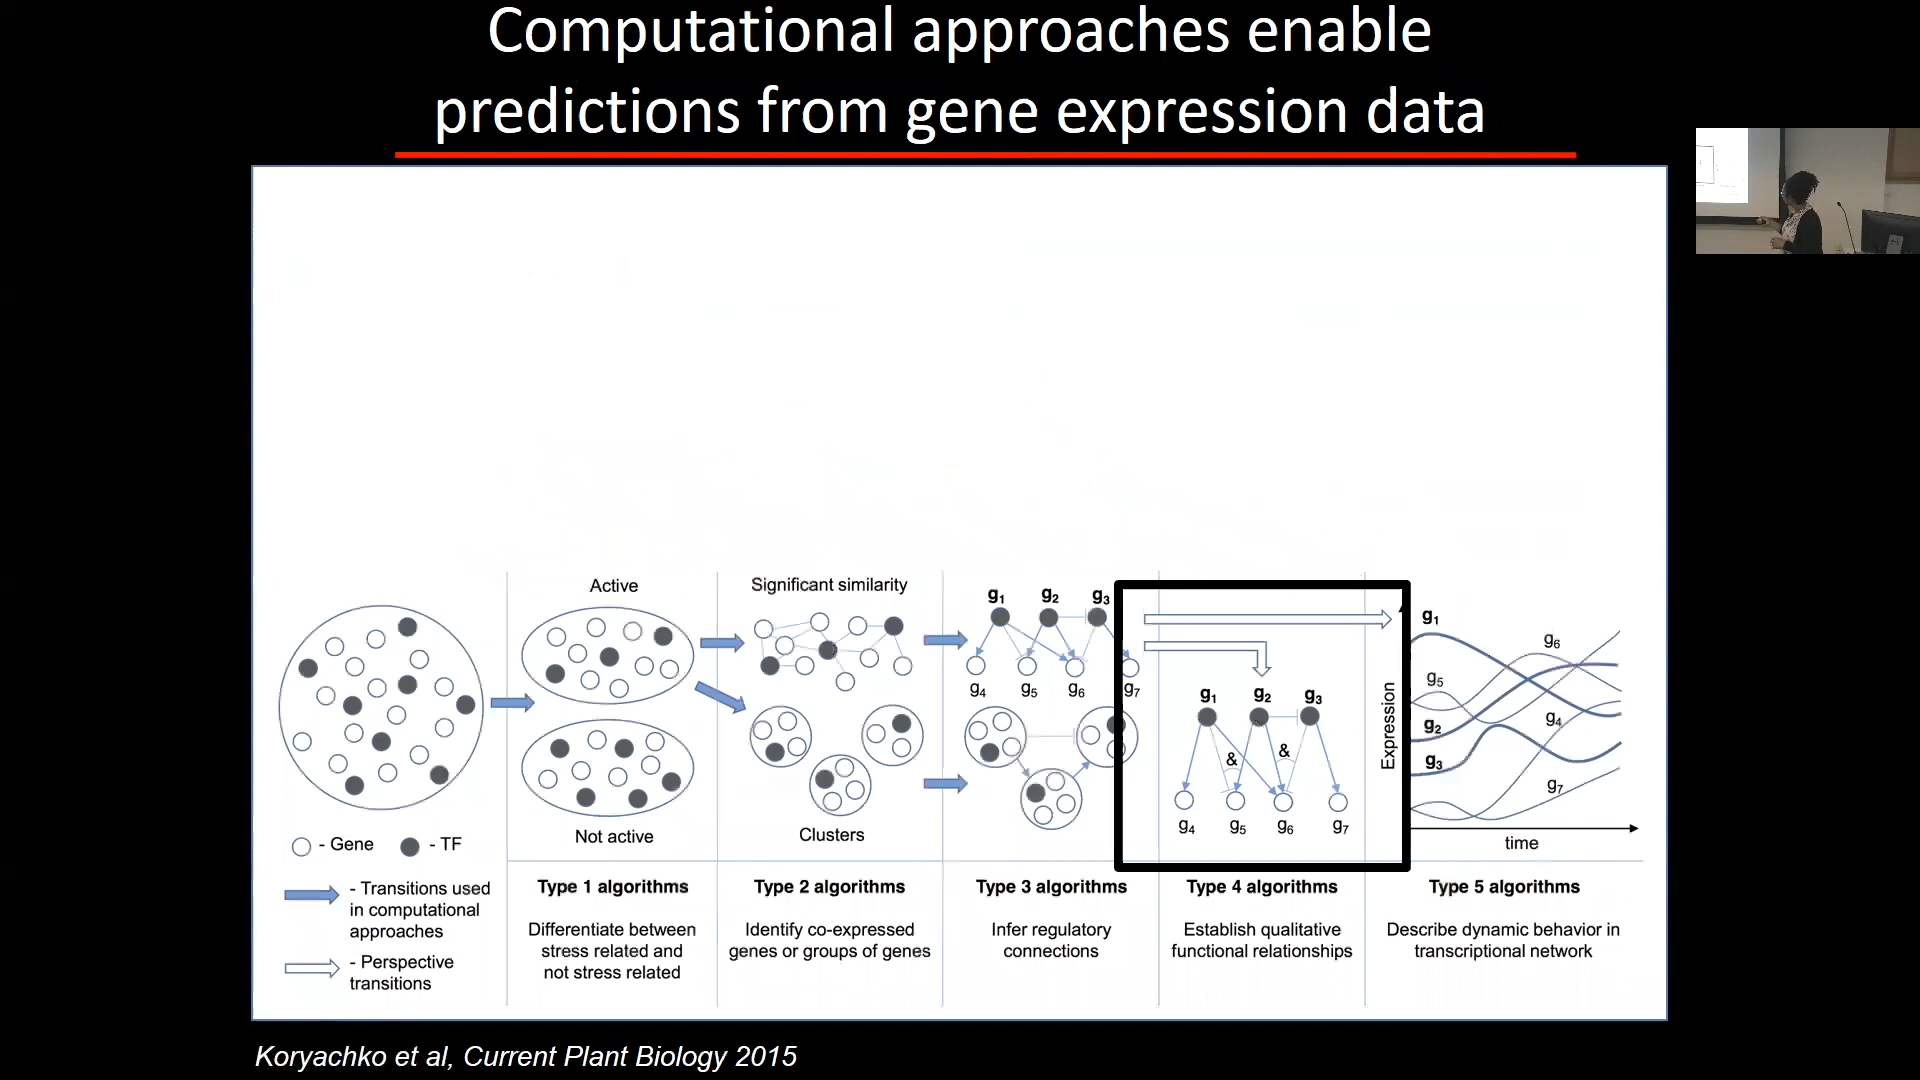 Computational approaches enable
predictions from gene expression data
Active
Not active
- Gene
- TF
- Transitions used
in computational
approaches
- Perspective
transitions
Type 1 algorithms
Differentiate between
stress related and
not stress related
Significant similarity
Clusters
Type 2 algorithms
Identify co-expressed
genes or groups of genes
g1 g2 g3
g4 g5 g6 g7
Type 3 algorithms
Infer regulatory
connections
g1 g2 g3
& &
g4 g5 g6 g7
Type 4 algorithms
Establish qualitative
functional relationships
Expression
g1
g6
g5
g2
g4
g3
g7
time
Type 5 algorithms
Describe dynamic behavior in
transcriptional network
Koryachko et al, Current Plant Biology 2015